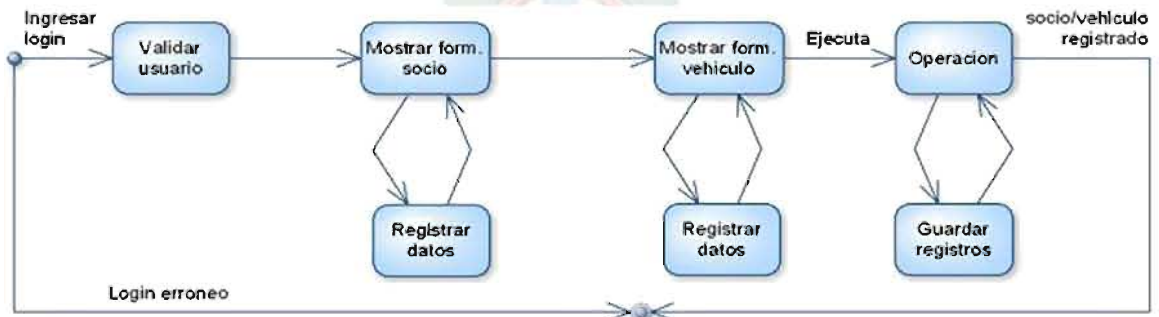 Ingresar
login
Validar
usuario
Mostrar form.
socio
Mostrar form.
vehiculo
Ejecuta
Operacion
socio/vehiculo
registrado
Registrar
datos
Registrar
datos
Guardar
registros
Login erroneo